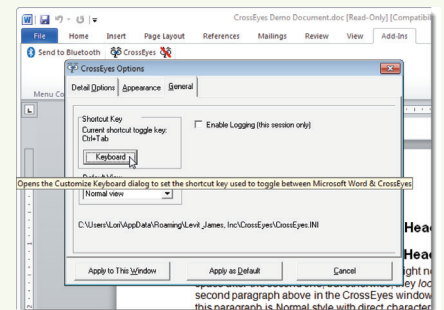 CrossEyes Demo Document.doc [Read-Only] [Compatibi
File Home Insert Page Layout References Mailings Review View Add-Ins
Send to Bluetooth CrossEyes
CrossEyes Options
Menu Co
Detail Options Appearance General
Shortcut Key
Current shortcut toggle key:
Ctrl+Tab
Enable Logging (this session only)
Keyboard
Opens the Customize Keyboard dialog to set the shortcut key used to toggle between Microsoft Word & CrossEyes
Normal view
C:\Users\Lori\AppData\Roaming\Levit_James, Inc\CrossEyes\CrossEyes.INI
Head
Head
Apply to This Window Apply as Default Cancel
second paragraph above in the CrossEyes window
this paragraph is Normal style with direct character